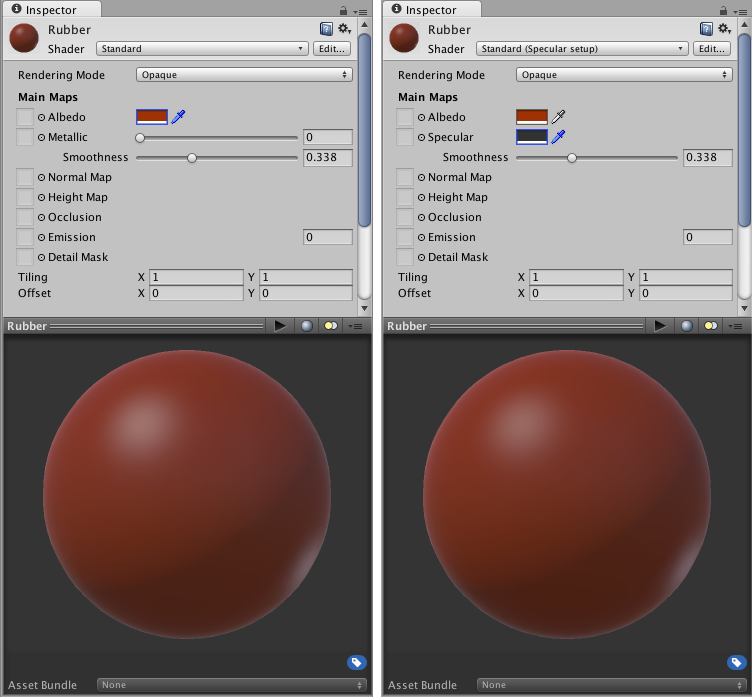 Inspector
Rubber
Shader Standard Edit...
Rendering Mode Opaque
Main Maps
Albedo
Metallic 0
Smoothness 0.338
Normal Map
Height Map
Occlusion
Emission 0
Detail Mask
Tiling X 1 Y 1
Offset X 0 Y 0
Rubber
Asset Bundle None
Inspector
Rubber
Shader Standard (Specular setup) Edit...
Rendering Mode Opaque
Main Maps
Albedo
Specular
Smoothness 0.338
Normal Map
Height Map
Occlusion
Emission 0
Detail Mask
Tiling X 1 Y 1
Offset X 0 Y 0
Rubber
Asset Bundle None